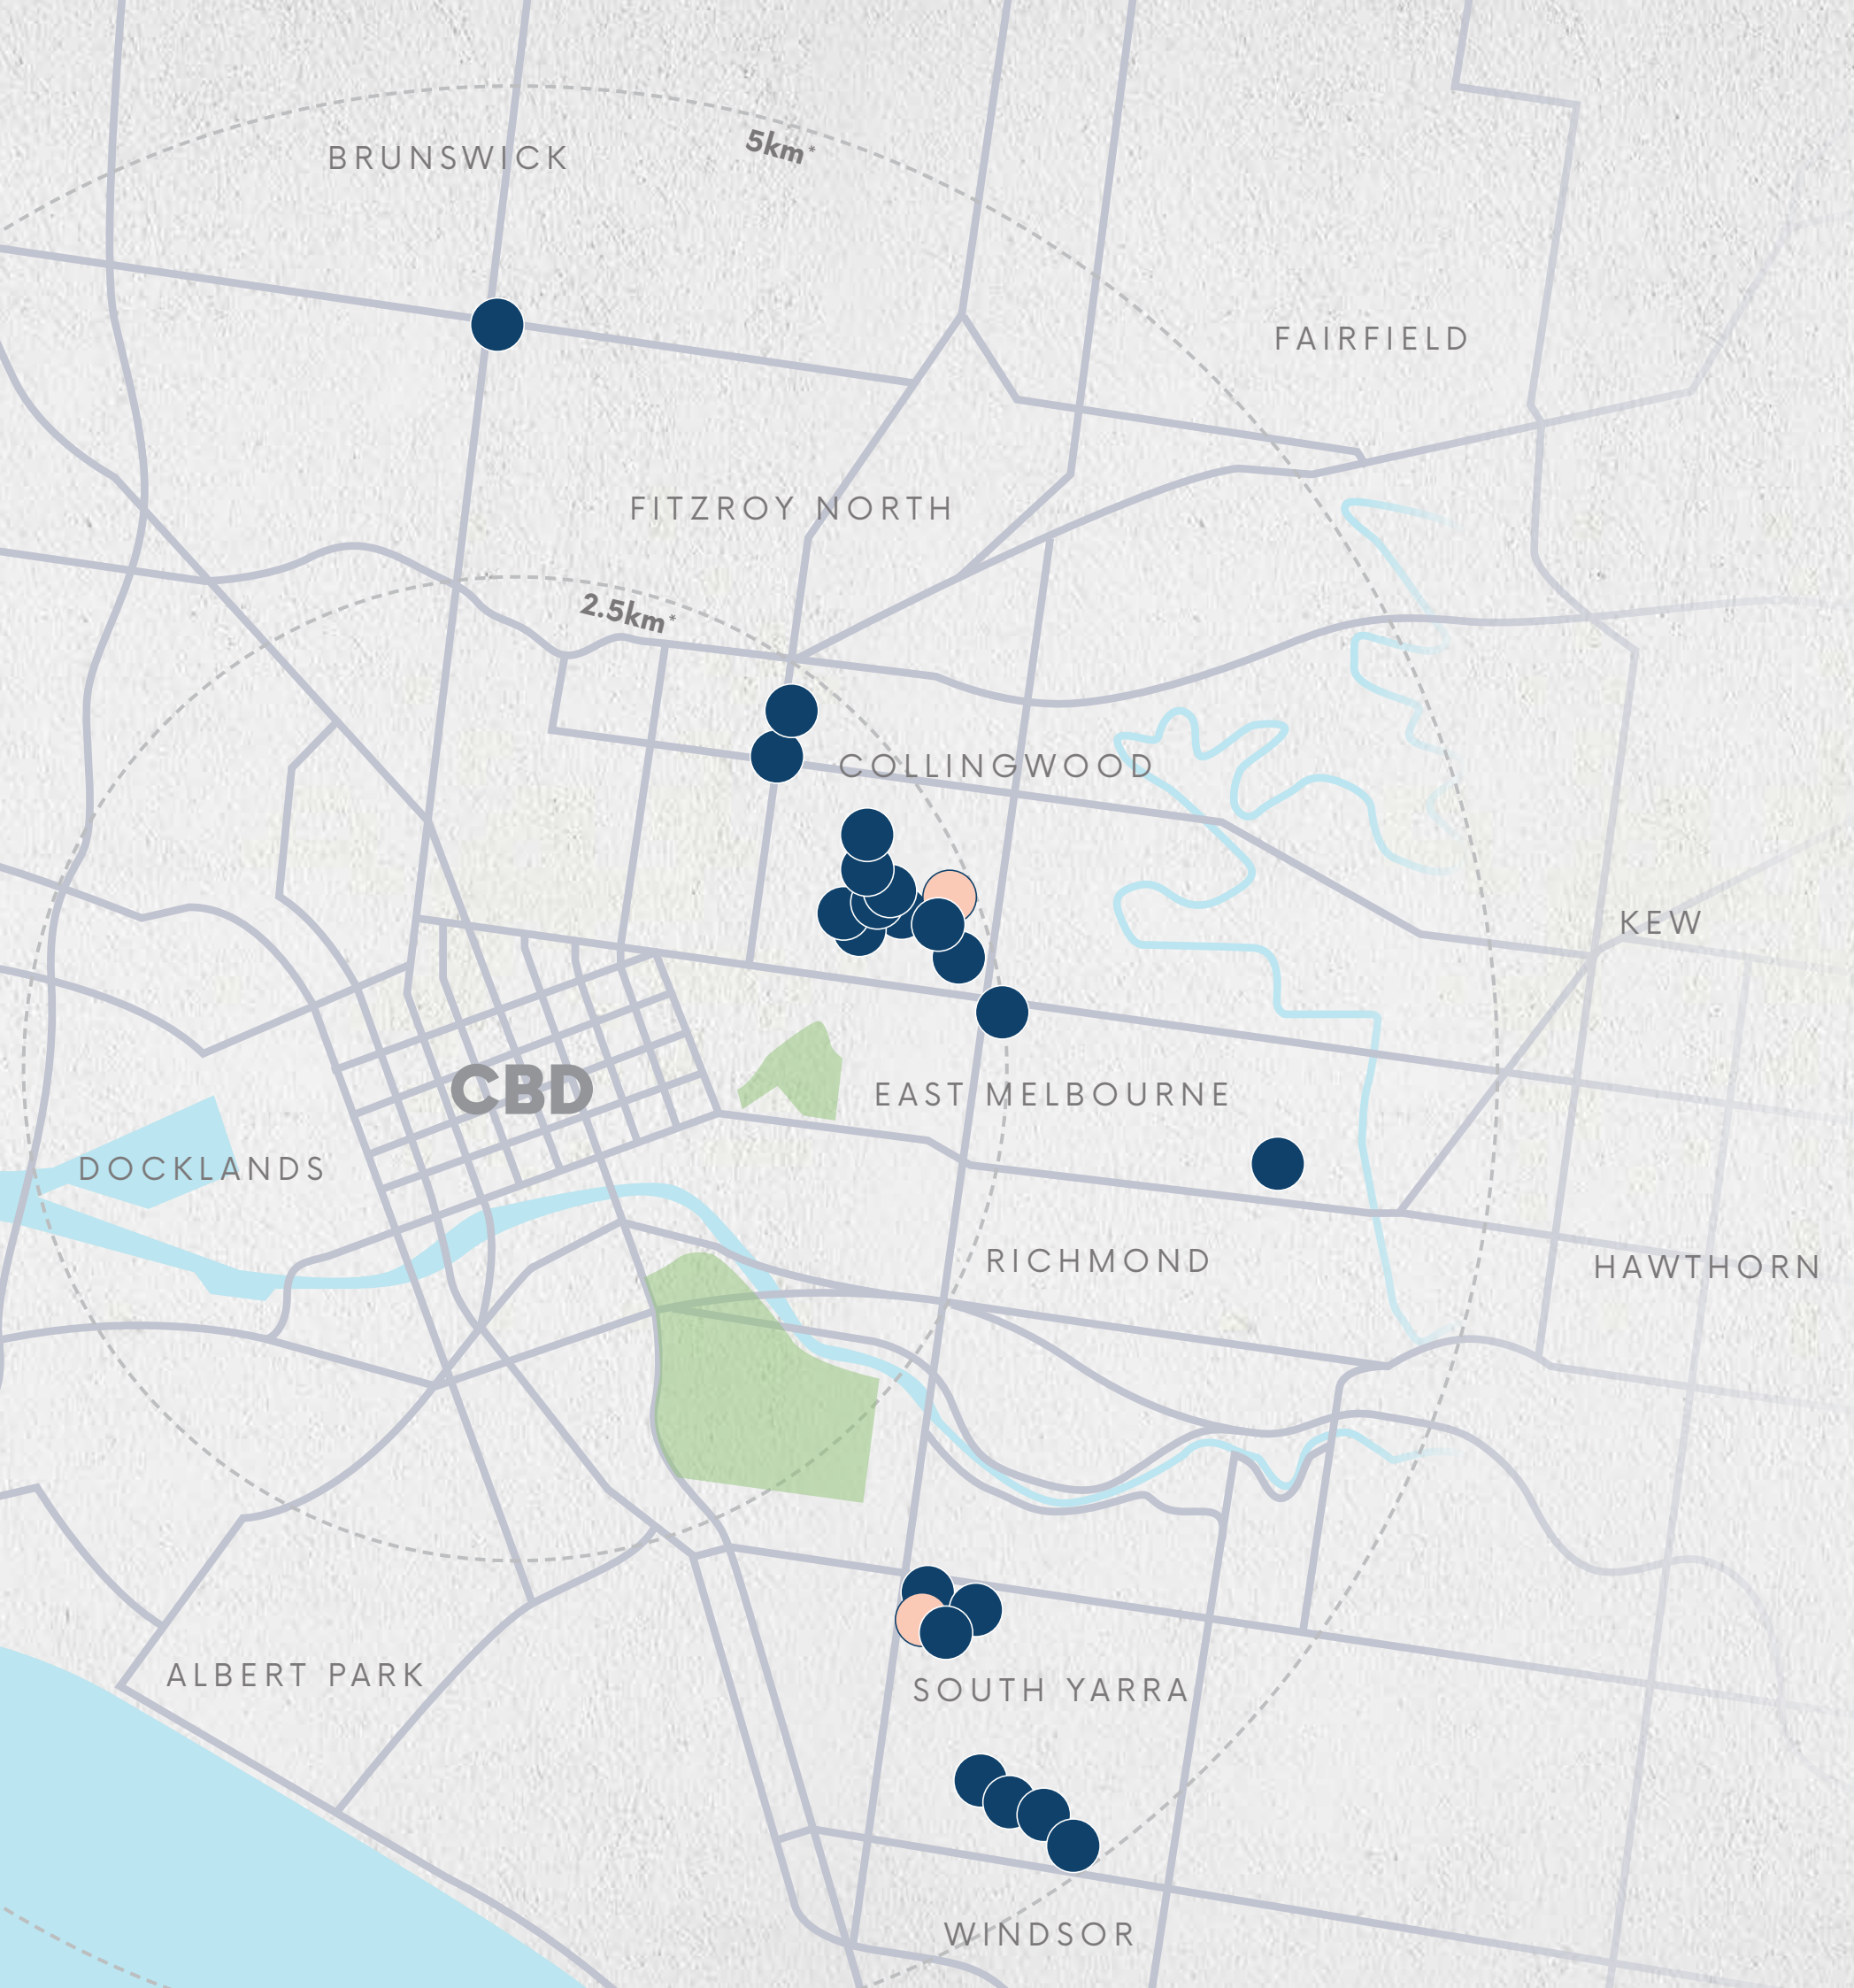 5km*
BRUNSWICK
FAIRFIELD
FITZROY NORTH
2.5km*
COLLINGWOOD
KEW
CBD
EAST MELBOURNE
DOCKLANDS
RICHMOND
HAWTHORN
ALBERT PARK
SOUTH YARRA
WINDSOR